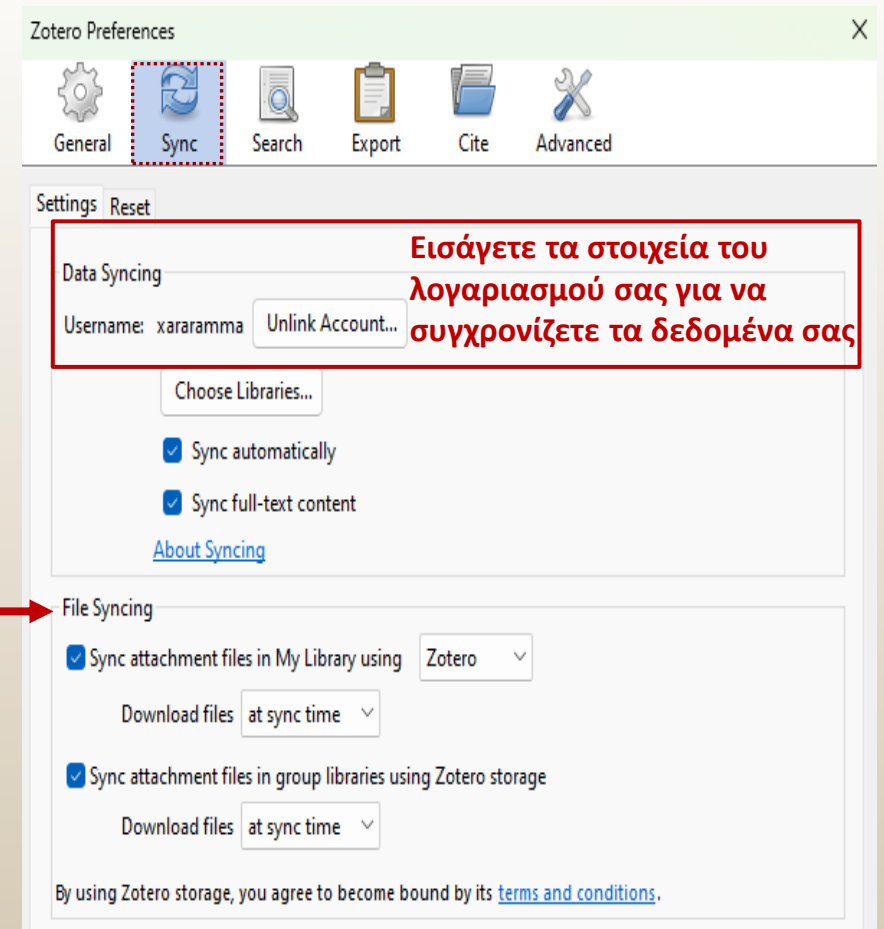 Zotero Preferences
General Sync Search Export Cite Advanced
Settings Reset
Εισάγετε τα στοιχεία του
λογαριασμού σας για να
συγχρονίζετε τα δεδομένα σας
Data Syncing
Username: xararamma Unlink Account...
Choose Libraries...
Sync automatically
Sync full-text content
About Syncing
File Syncing
Sync attachment files in My Library using Zotero
Download files at sync time
Sync attachment files in group libraries using Zotero storage
Download files at sync time
By using Zotero storage, you agree to become bound by its terms and conditions.